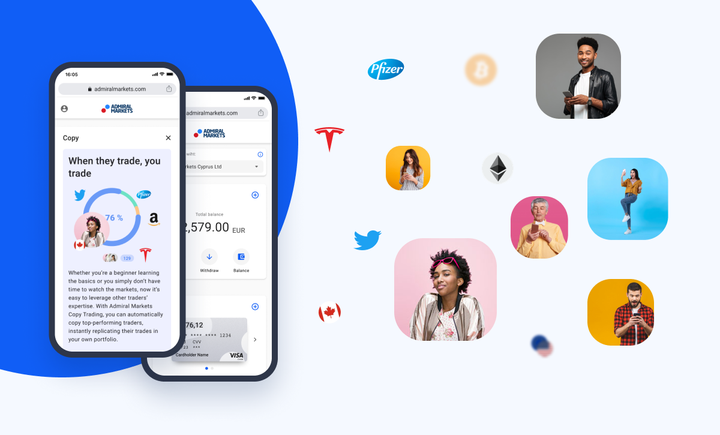 16:05
admiralmarkets.com
ADMIRAL
MARKETS
Copy
When they trade, you
trade
Pfizer
76 %
a
128
Whether you're a beginner learning
the basics or you simply don't have
time to watch the markets, now it's
easy to leverage other traders'
expertise. With Admiral Markets
Copy Trading, you can automatically
copy top-performing traders,
instantly replicating their trades in
your own portfolio.
admiralmarkets.com
ADMIRAL
MARKETS
kets Cyprus Ltd
Total balance
2,579.00 EUR
Withdraw
Balance
76,12
1234
CVV
Cardholder Name
VISA
Pfizer